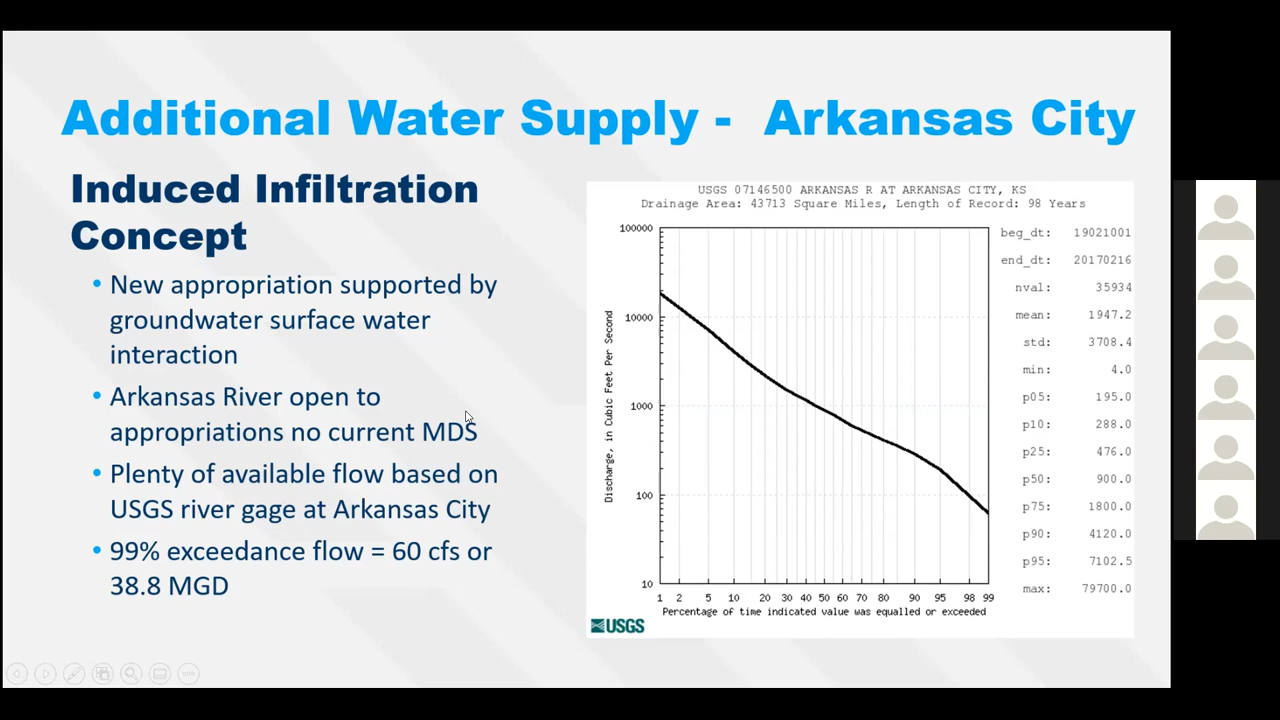 Additional Water Supply - Arkansas City
Induced Infiltration
Concept
• New appropriation supported by
groundwater surface water
interaction
• Arkansas River open to
appropriations no current MDS
• Plenty of available flow based on
USGS river gage at Arkansas City
• 99% exceedance flow = 60 cfs or
38.8 MGD
USGS 07146500 ARKANSAS R AT ARKANSAS CITY, KS
Drainage Area: 43713 Square Miles, Length of Record: 98 Years
Discharge, in Cubic Feet Per Second
100000
10000
1000
100
10
1 2 5 10 20 30 40 50 60 70 80 90 95 98 99
Percentage of time indicated value was equalled or exceeded
beg_dt: 19021001
end_dt: 20170216
nval: 35934
mean: 1947.2
std: 3708.4
min: 4.0
p05: 195.0
p10: 288.0
p25: 476.0
p50: 900.0
p75: 1800.0
p90: 4120.0
p95: 7102.5
max: 79700.0
USGS